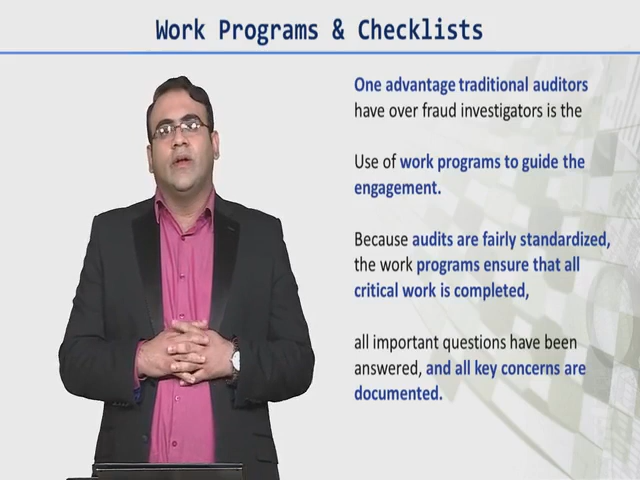 Work Programs & Checklists
One advantage traditional auditors
have over fraud investigators is the
Use of work programs to guide the
engagement.
Because audits are fairly standardized,
the work programs ensure that all
critical work is completed,
all important questions have been
answered, and all key concerns are
documented.